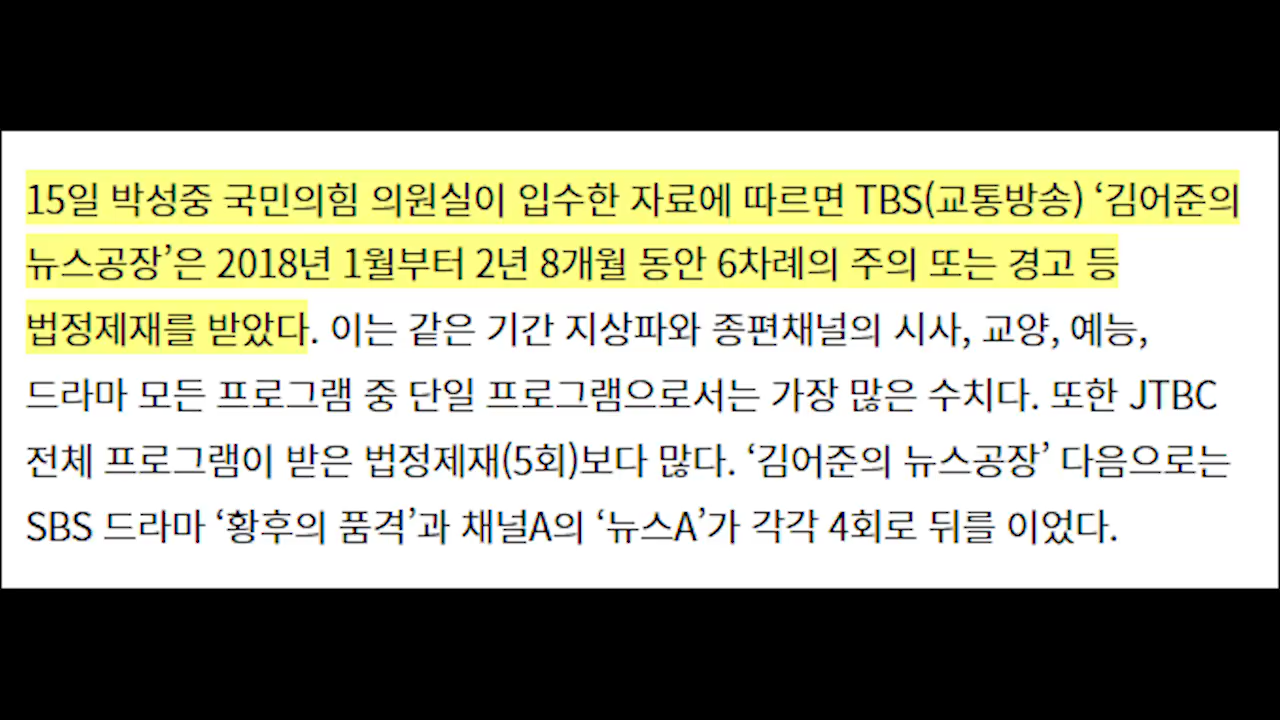 15일 박성중 국민의힘 의원실이 입수한 자료에 따르면 TBS(교통방송) ‘김어준의
뉴스공장’은 2018년 1월부터 2년 8개월 동안 6차례의 주의 또는 경고 등
법정제재를 받았다. 이는 같은 기간 지상파와 종편채널의 시사, 교양, 예능,
드라마 모든 프로그램 중 단일 프로그램으로서는 가장 많은 수치다. 또한 JTBC
전체 프로그램이 받은 법정제재(5회)보다 많다. ‘김어준의 뉴스공장’ 다음으로는
SBS 드라마 ‘황후의 품격’과 채널A의 ‘뉴스A’가 각각 4회로 뒤를 이었다.